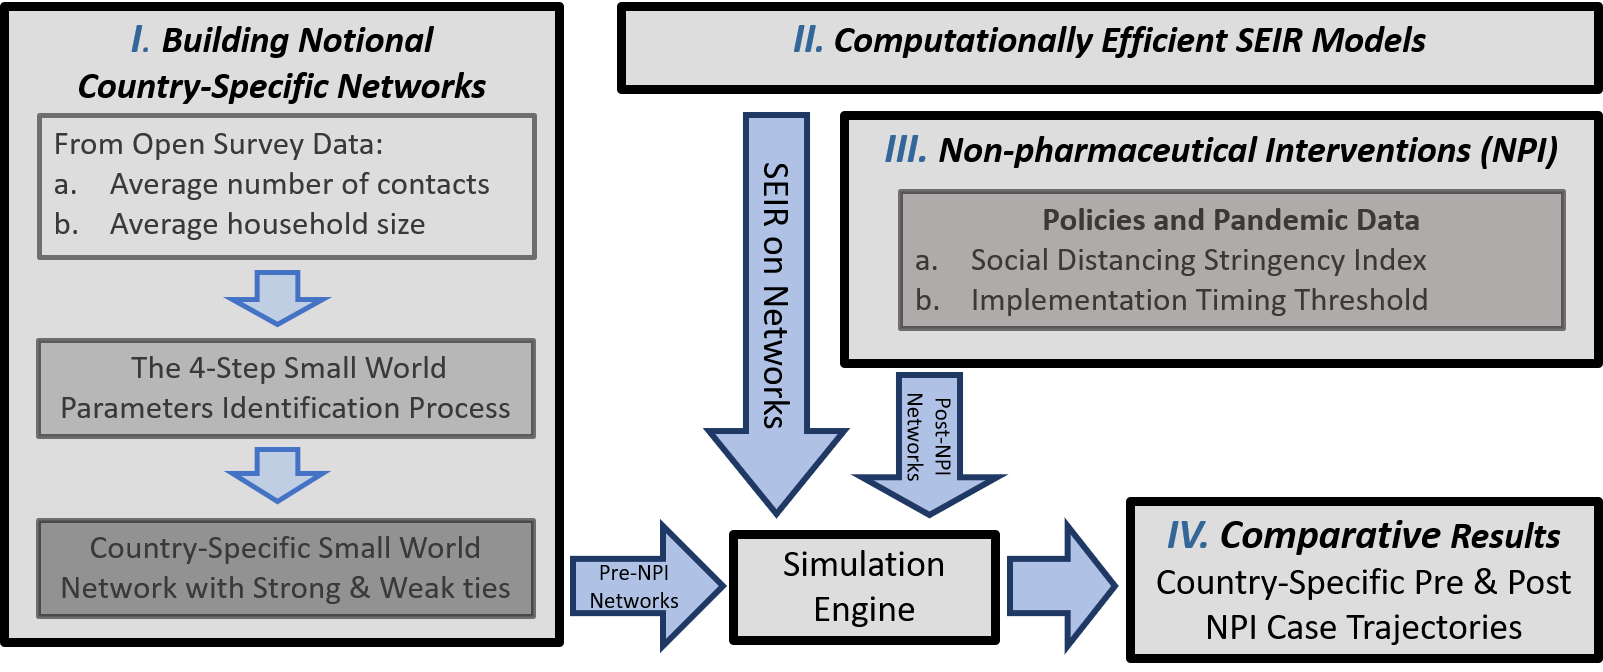 I. Building Notional
Country-Specific Networks
From Open Survey Data:
a. Average number of contacts
b. Average household size
The 4-Step Small World
Parameters Identification Process
Country-Specific Small World
Network with Strong & Weak ties
Pre-NPI
Networks
II. Computationally Efficient SEIR Models
SEIR on Networks
III. Non-pharmaceutical Interventions (NPI)
Policies and Pandemic Data
a. Social Distancing Stringency Index
b. Implementation Timing Threshold
Post-NPI
Networks
Simulation
Engine
IV. Comparative Results
Country-Specific Pre & Post
NPI Case Trajectories